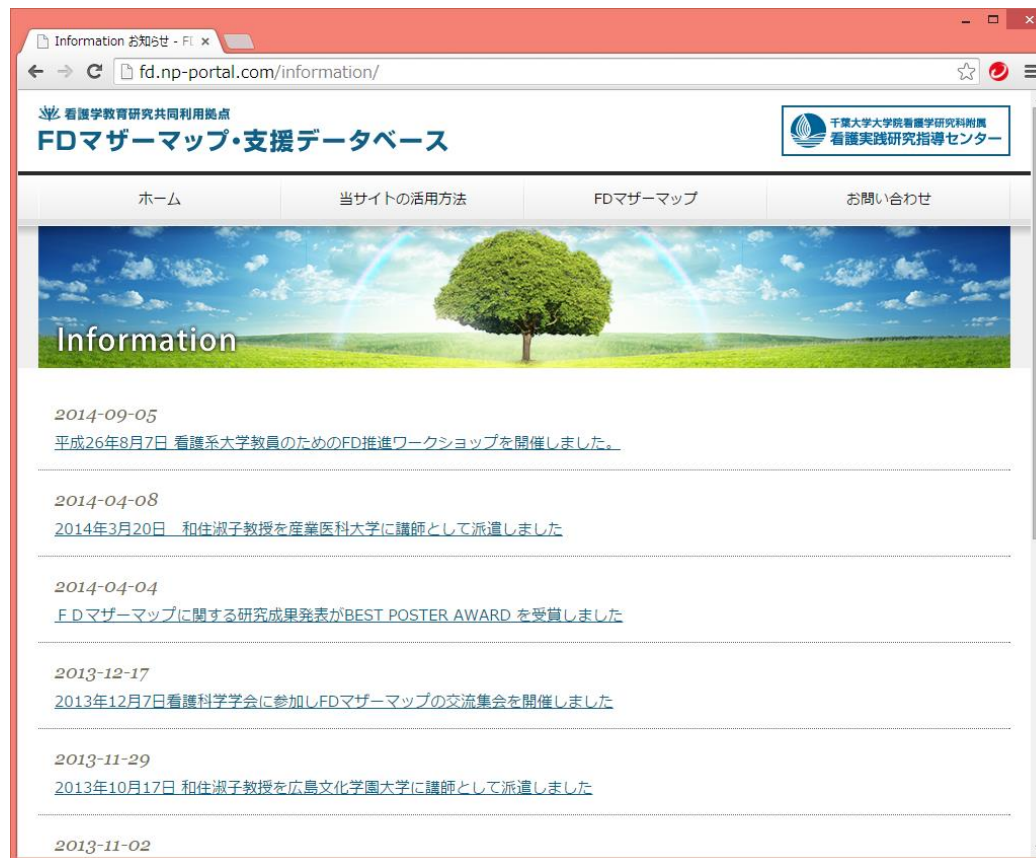 Information お知らせ - FD
fd.np-portal.com/information/
看護学教育研究共同利用拠点
FDマザーマップ・支援データベース
千葉大学大学院看護学研究科附属
看護実践研究指導センター
ホーム 当サイトの活用方法 FDマザーマップ お問い合わせ
Information
2014-09-05
平成26年8月7日 看護系大学教員のためのFD推進ワークショップを開催しました。
2014-04-08
2014年3月20日　和住淑子教授を産業医科大学に講師として派遣しました
2014-04-04
ＦＤマザーマップに関する研究成果発表がBEST POSTER AWARD を受賞しました
2013-12-17
2013年12月7日看護科学学会に参加しFDマザーマップの交流集会を開催しました
2013-11-29
2013年10月17日 和住淑子教授を広島文化学園大学に講師として派遣しました
2013-11-02